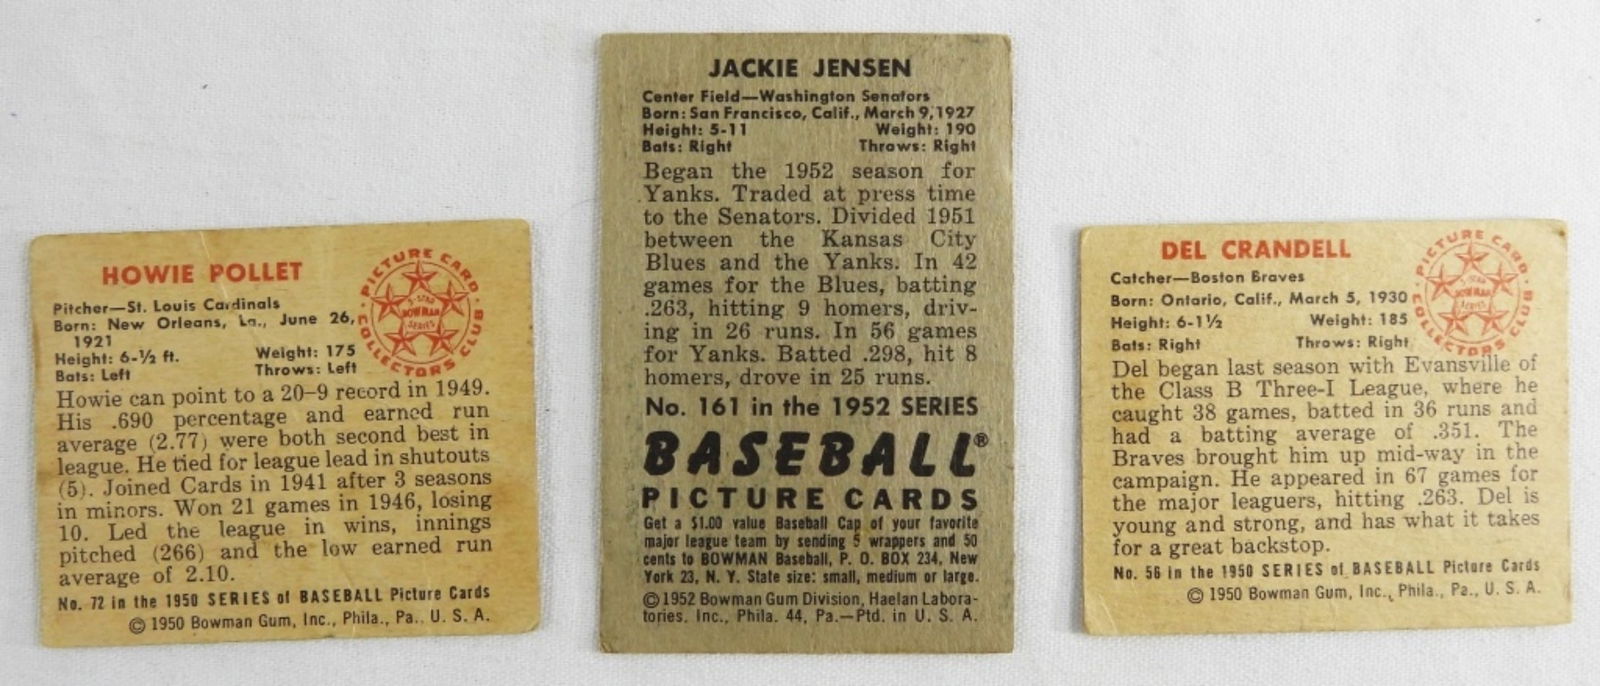 HOWIE POLLET
Pitcher—St. Louis Cardinals
Born: New Orleans, La., June 26,
1921
Height: 6-½ ft. Weight: 175
Bats: Left Throws: Left
Howie can point to a 20–9 record in 1949.
His .690 percentage and earned run
average (2.77) were both second best in
league. He tied for league lead in shutouts
(5). Joined Cards in 1941 after 3 seasons
in minors. Won 21 games in 1946, losing
10. Led the league in wins, innings
pitched (266) and the low earned run
average of 2.10.
No. 72 in the 1950 SERIES of BASEBALL Picture Cards
© 1950 Bowman Gum, Inc., Phila., Pa., U. S. A.
PICTURE CARD
5-STAR
BOWMAN
SERIES
COLLECTORS CLUB
JACKIE JENSEN
Center Field—Washington Senators
Born: San Francisco, Calif., March 9, 1927
Height: 5-11 Weight: 190
Bats: Right Throws: Right
Began the 1952 season for
Yanks. Traded at press time
to the Senators. Divided 1951
between the Kansas City
Blues and the Yanks. In 42
games for the Blues, batting
.263, hitting 9 homers, driv-
ing in 26 runs. In 56 games
for Yanks. Batted .298, hit 8
homers, drove in 25 runs.
No. 161 in the 1952 SERIES
BASEBALL®
PICTURE CARDS
Get a $1.00 value Baseball Cap of your favorite
major league team by sending 5 wrappers and 50
cents to BOWMAN Baseball, P. O. BOX 234, New
York 23, N. Y. State size: small, medium or large.
© 1952 Bowman Gum Division, Haelan Labora-
tories. Inc., Phila. 44, Pa.—Ptd. in U. S. A.
DEL CRANDELL
Catcher—Boston Braves
Born: Ontario, Calif., March 5, 1930
Height: 6-1½ Weight: 185
Bats: Right Throws: Right
Del began last season with Evansville of
the Class B Three-I League, where he
caught 38 games, batted in 36 runs and
had a batting average of .351. The
Braves brought him up mid-way in the
campaign. He appeared in 67 games for
the major leaguers, hitting .263. Del is
young and strong, and has what it takes
for a great backstop.
No. 56 in the 1950 SERIES of BASEBALL Picture Cards
© 1950 Bowman Gum, Inc., Phila., Pa., U. S. A.
PICTURE CARD
5-STAR
BOWMAN
SERIES
COLLECTORS CLUB